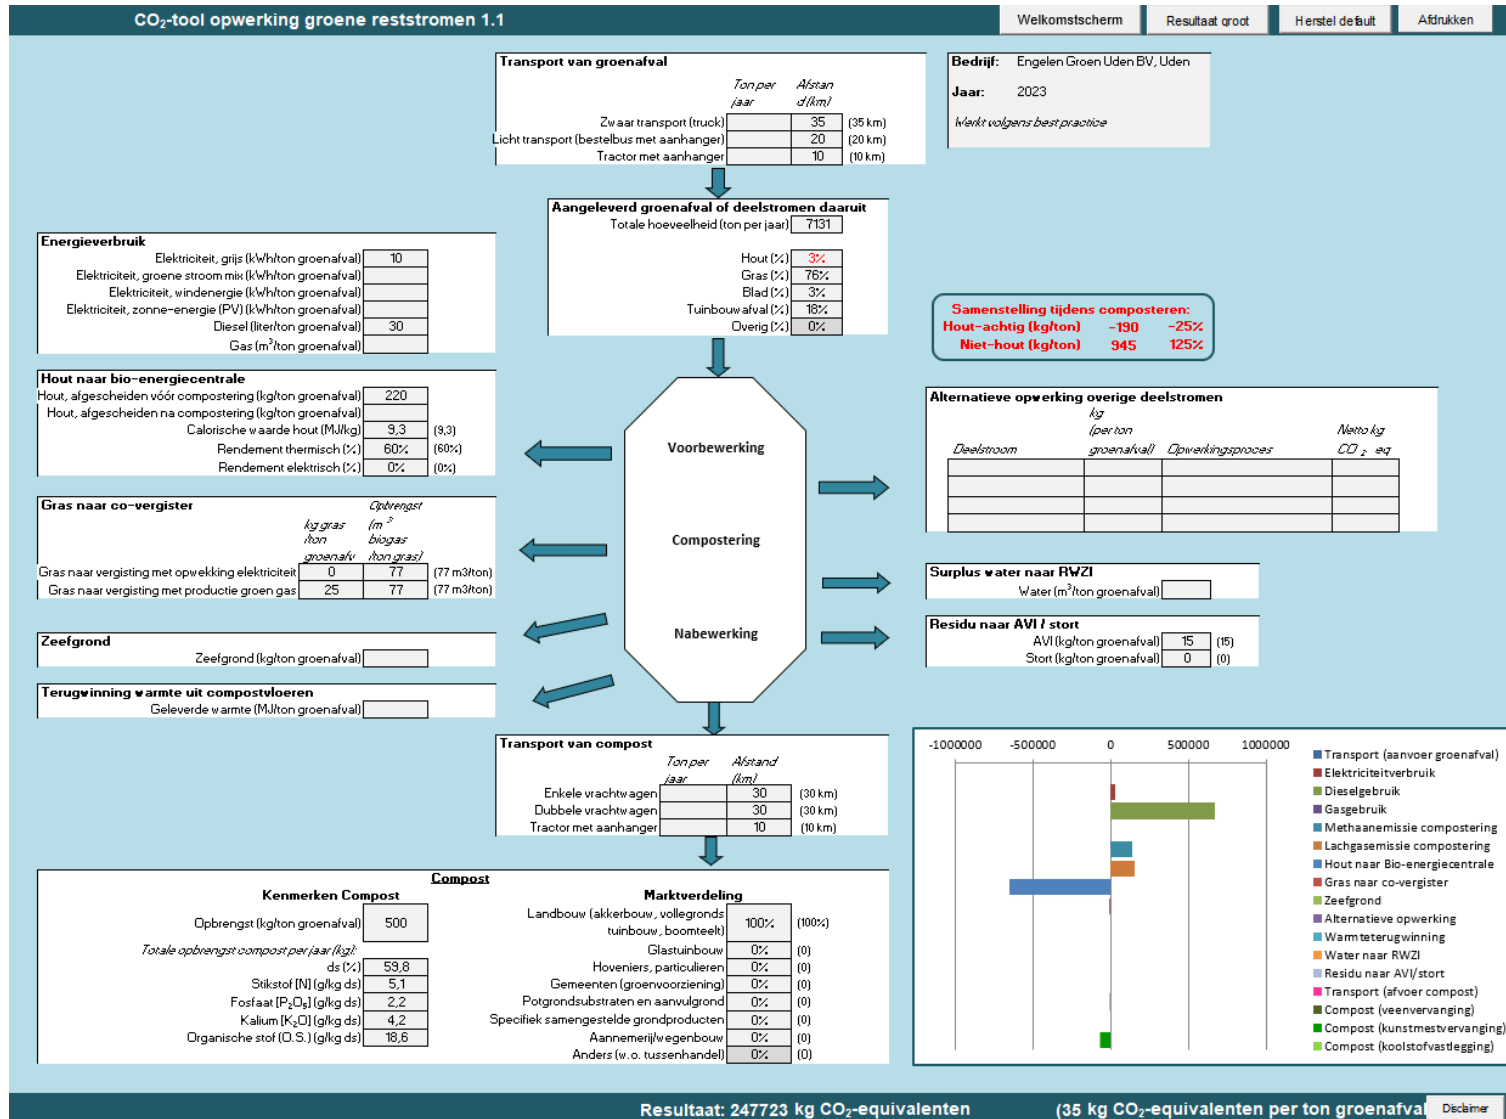 CO₂-tool opwerking groene reststromen 1.1
Welkomstscherm
Resultaat groot
Herstel default
Afdrukken
Transport van groenafval
Ton per jaar
Afstand (km)
Zwaar transport (truck) 35 (35 km)
Licht transport (bestelbus met aanhanger) 20 (20 km)
Tractor met aanhanger 10 (10 km)
Bedrijf: Engelen Groen Uden BV, Uden
Jaar: 2023
Werkt volgens best practice
Aangeleverd groenafval of deelstromen daaruit
Totale hoeveelheid (ton per jaar) 7131
Hout (%) 3%
Gras (%) 76%
Blad (%) 3%
Tuinbouwafval (%) 18%
Overig (%) 0%
Energieverbruik
Elektriciteit, grijs (kWh/ton groenafval) 10
Elektriciteit, groene stroom mix (kWh/ton groenafval)
Elektriciteit, windenergie (kWh/ton groenafval)
Elektriciteit, zonne-energie (PV) (kWh/ton groenafval)
Diesel (liter/ton groenafval) 30
Gas (m³/ton groenafval)
Samenstelling tijdens composteren:
Hout-achtig (kg/ton) -190 -25%
Niet-hout (kg/ton) 945 125%
Hout naar bio-energiecentrale
Hout, afgescheiden vóór compostering (kg/ton groenafval) 220
Hout, afgescheiden na compostering (kg/ton groenafval)
Calorische waarde hout (MJ/kg) 9,3 (9,3)
Rendement thermisch (%) 60% (60%)
Rendement elektrisch (%) 0% (0%)
Voorbewerking
Compostering
Nabewerking
Alternatieve opwerking overige deelstromen
Deelstroom
kg (per ton groenafval)
Opwerkingsproces
Netto kg CO₂ eq
Gras naar co-vergister
kg gras /ton groenafv
Opbrengst (m³ biogas /ton gras)
Gras naar vergisting met opwekking elektriciteit 0 77 (77 m3/ton)
Gras naar vergisting met productie groen gas 25 77 (77 m3/ton)
Surplus water naar RWZI
Water (m³/ton groenafval)
Residu naar AVI / stort
AVI (kg/ton groenafval) 15 (15)
Stort (kg/ton groenafval) 0 (0)
Zeefgrond
Zeefgrond (kg/ton groenafval)
Terugwinning warmte uit compostvloeren
Geleverde warmte (MJ/ton groenafval)
Transport van compost
Ton per jaar
Afstand (km)
Enkele vrachtwagen 30 (30 km)
Dubbele vrachtwagen 30 (30 km)
Tractor met aanhanger 10 (10 km)
-1000000 -500000 0 500000 1000000
Transport (aanvoer groenafval)
Elektriciteitverbruik
Dieselgebruik
Gasgebruik
Methaanemissie compostering
Lachgasemissie compostering
Hout naar Bio-energiecentrale
Gras naar co-vergister
Zeefgrond
Alternatieve opwerking
Warmteterugwinning
Water naar RWZI
Residu naar AVI/stort
Transport (afvoer compost)
Compost (veenvervanging)
Compost (kunstmestvervanging)
Compost (koolstofvastlegging)
Compost
Kenmerken Compost
Opbrengst (kg/ton groenafval) 500
Totale opbrengst compost per jaar (kg):
ds (%) 59,8
Stikstof [N] (g/kg ds) 5,1
Fosfaat [P₂O₅] (g/kg ds) 2,2
Kalium [K₂O] (g/kg ds) 4,2
Organische stof (O.S.) (g/kg ds) 18,6
Marktverdeling
Landbouw (akkerbouw, vollegronds tuinbouw, boomteelt) 100% (100%)
Glastuinbouw 0% (0)
Hoveniers, particulieren 0% (0)
Gemeenten (groenvoorziening) 0% (0)
Potgrondsubstraten en aanvulgrond 0% (0)
Specifiek samengestelde grondproducten 0% (0)
Aannemerij/wegenbouw 0% (0)
Anders (w.o. tussenhandel) 0% (0)
Resultaat: 247723 kg CO₂-equivalenten
(35 kg CO₂-equivalenten per ton groenafval
Disclaimer